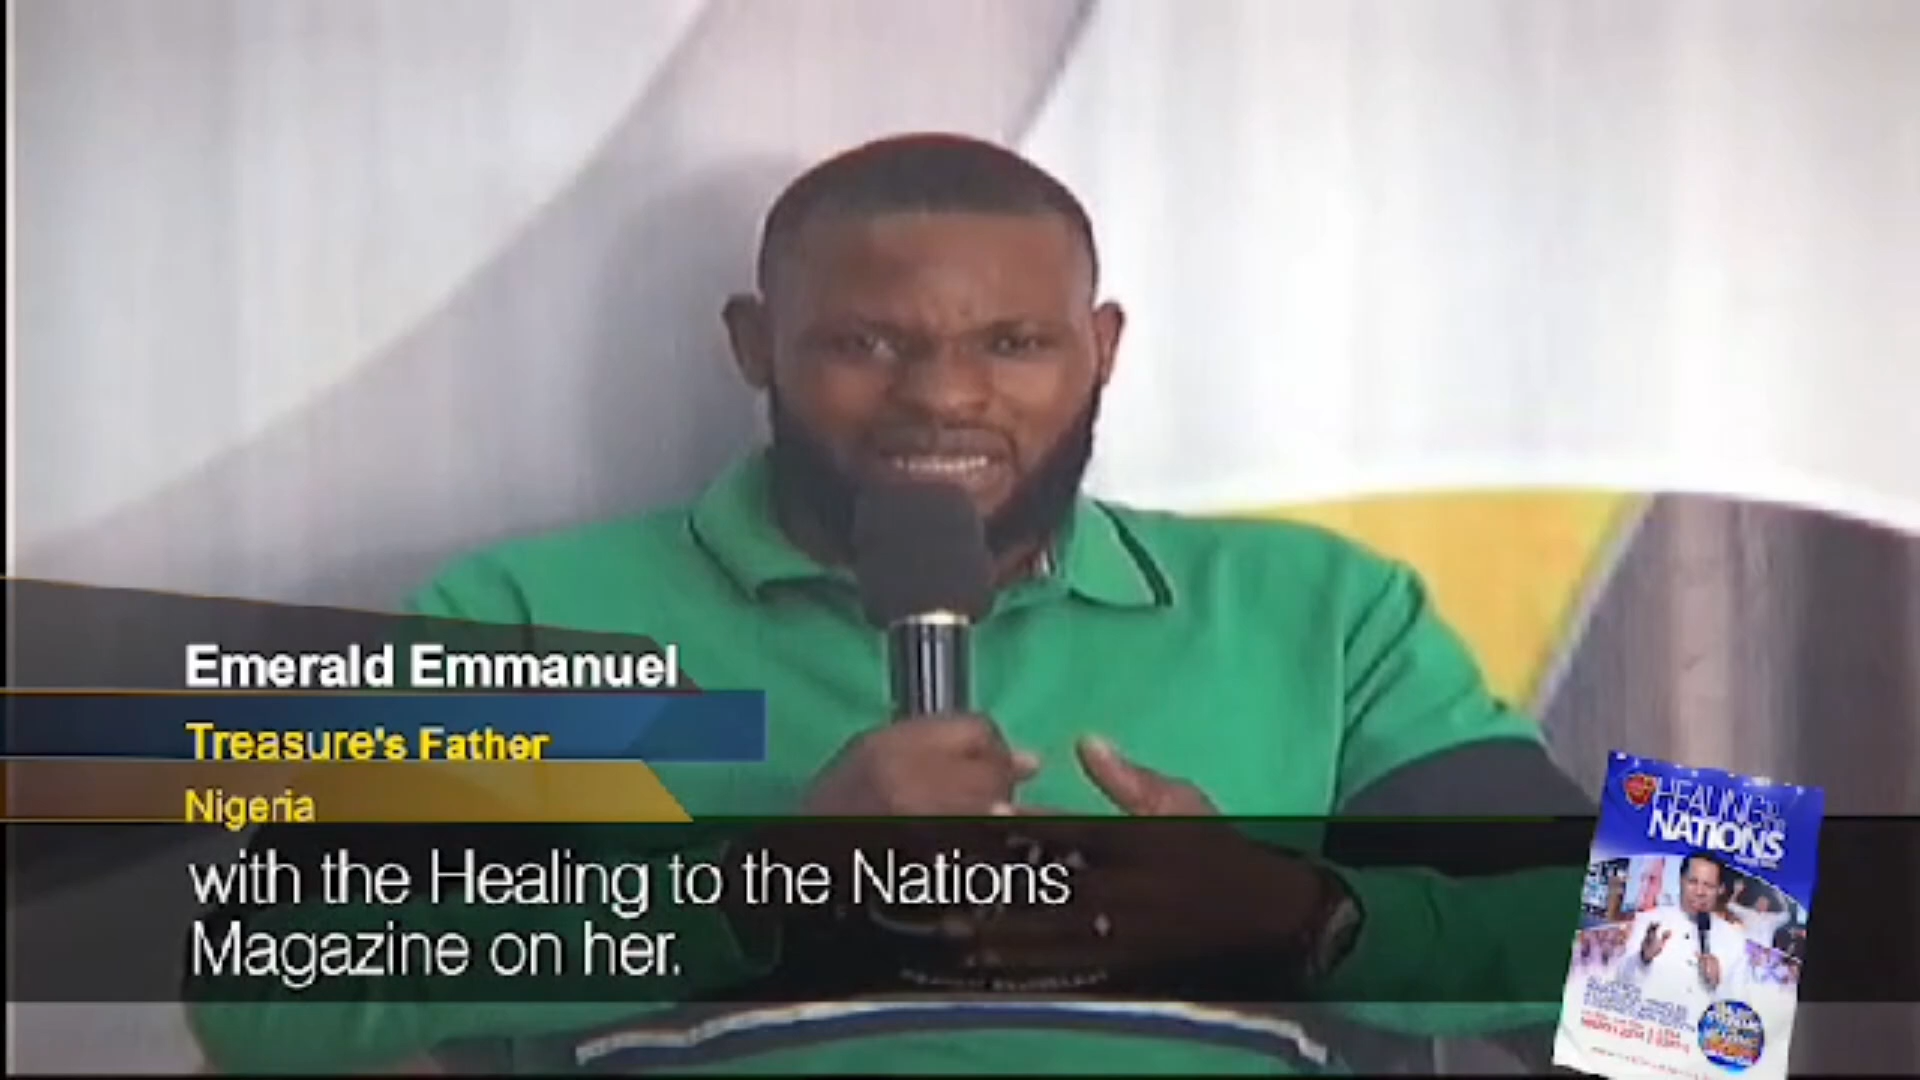 Emerald Emmanuel
Treasure's Father
Nigeria
with the Healing to the Nations
Magazine on her.
HEALING
NATIONS